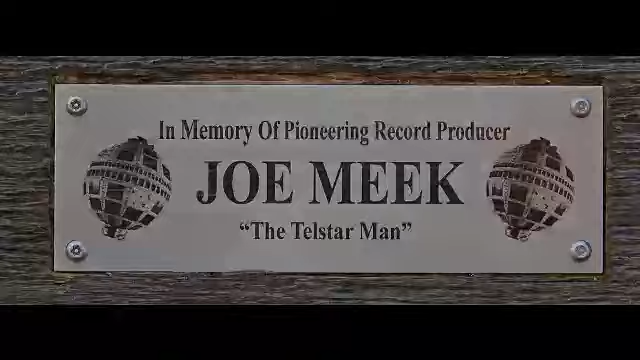 In Memory Of Pioneering Record Producer
JOE MEEK
“The Telstar Man”